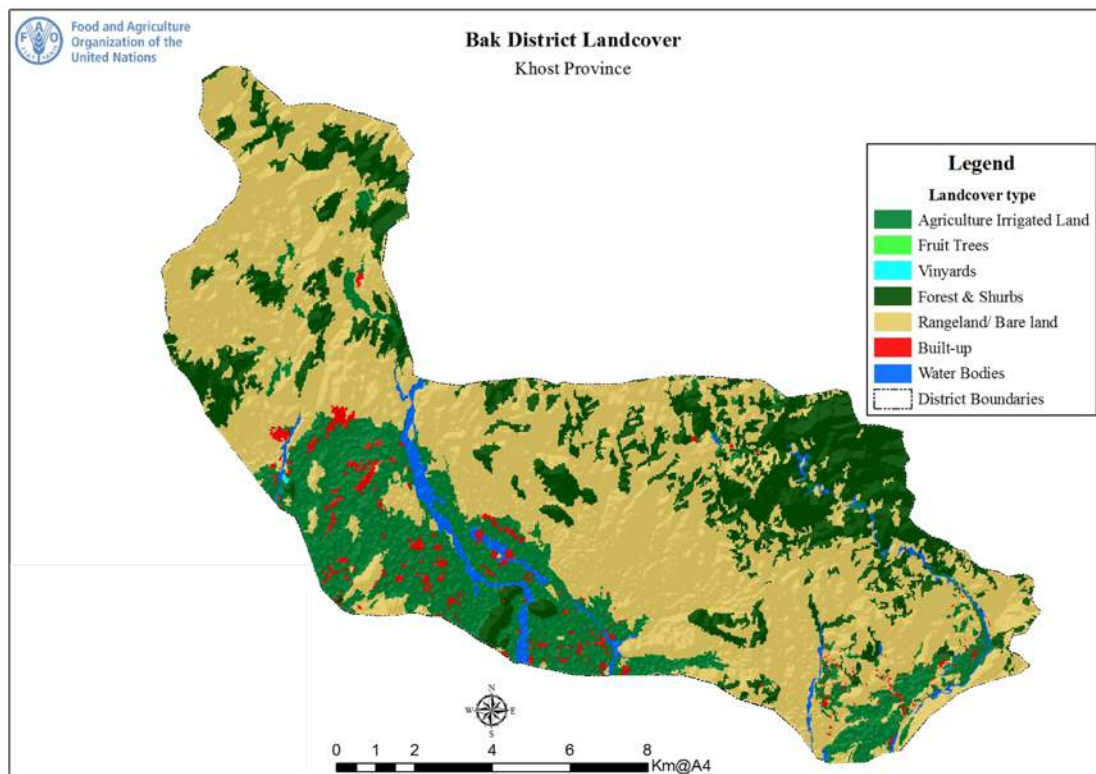 Food and Agriculture
Organization of the
United Nations
F A O
FIAT PANIS
Bak District Landcover
Khost Province
Legend
Landcover type
Agriculture Irrigated Land
Fruit Trees
Vinyards
Forest & Shurbs
Rangeland/ Bare land
Built-up
Water Bodies
District Boundaries
N
W E
S
0 1 2 4 6 8
Km@A4